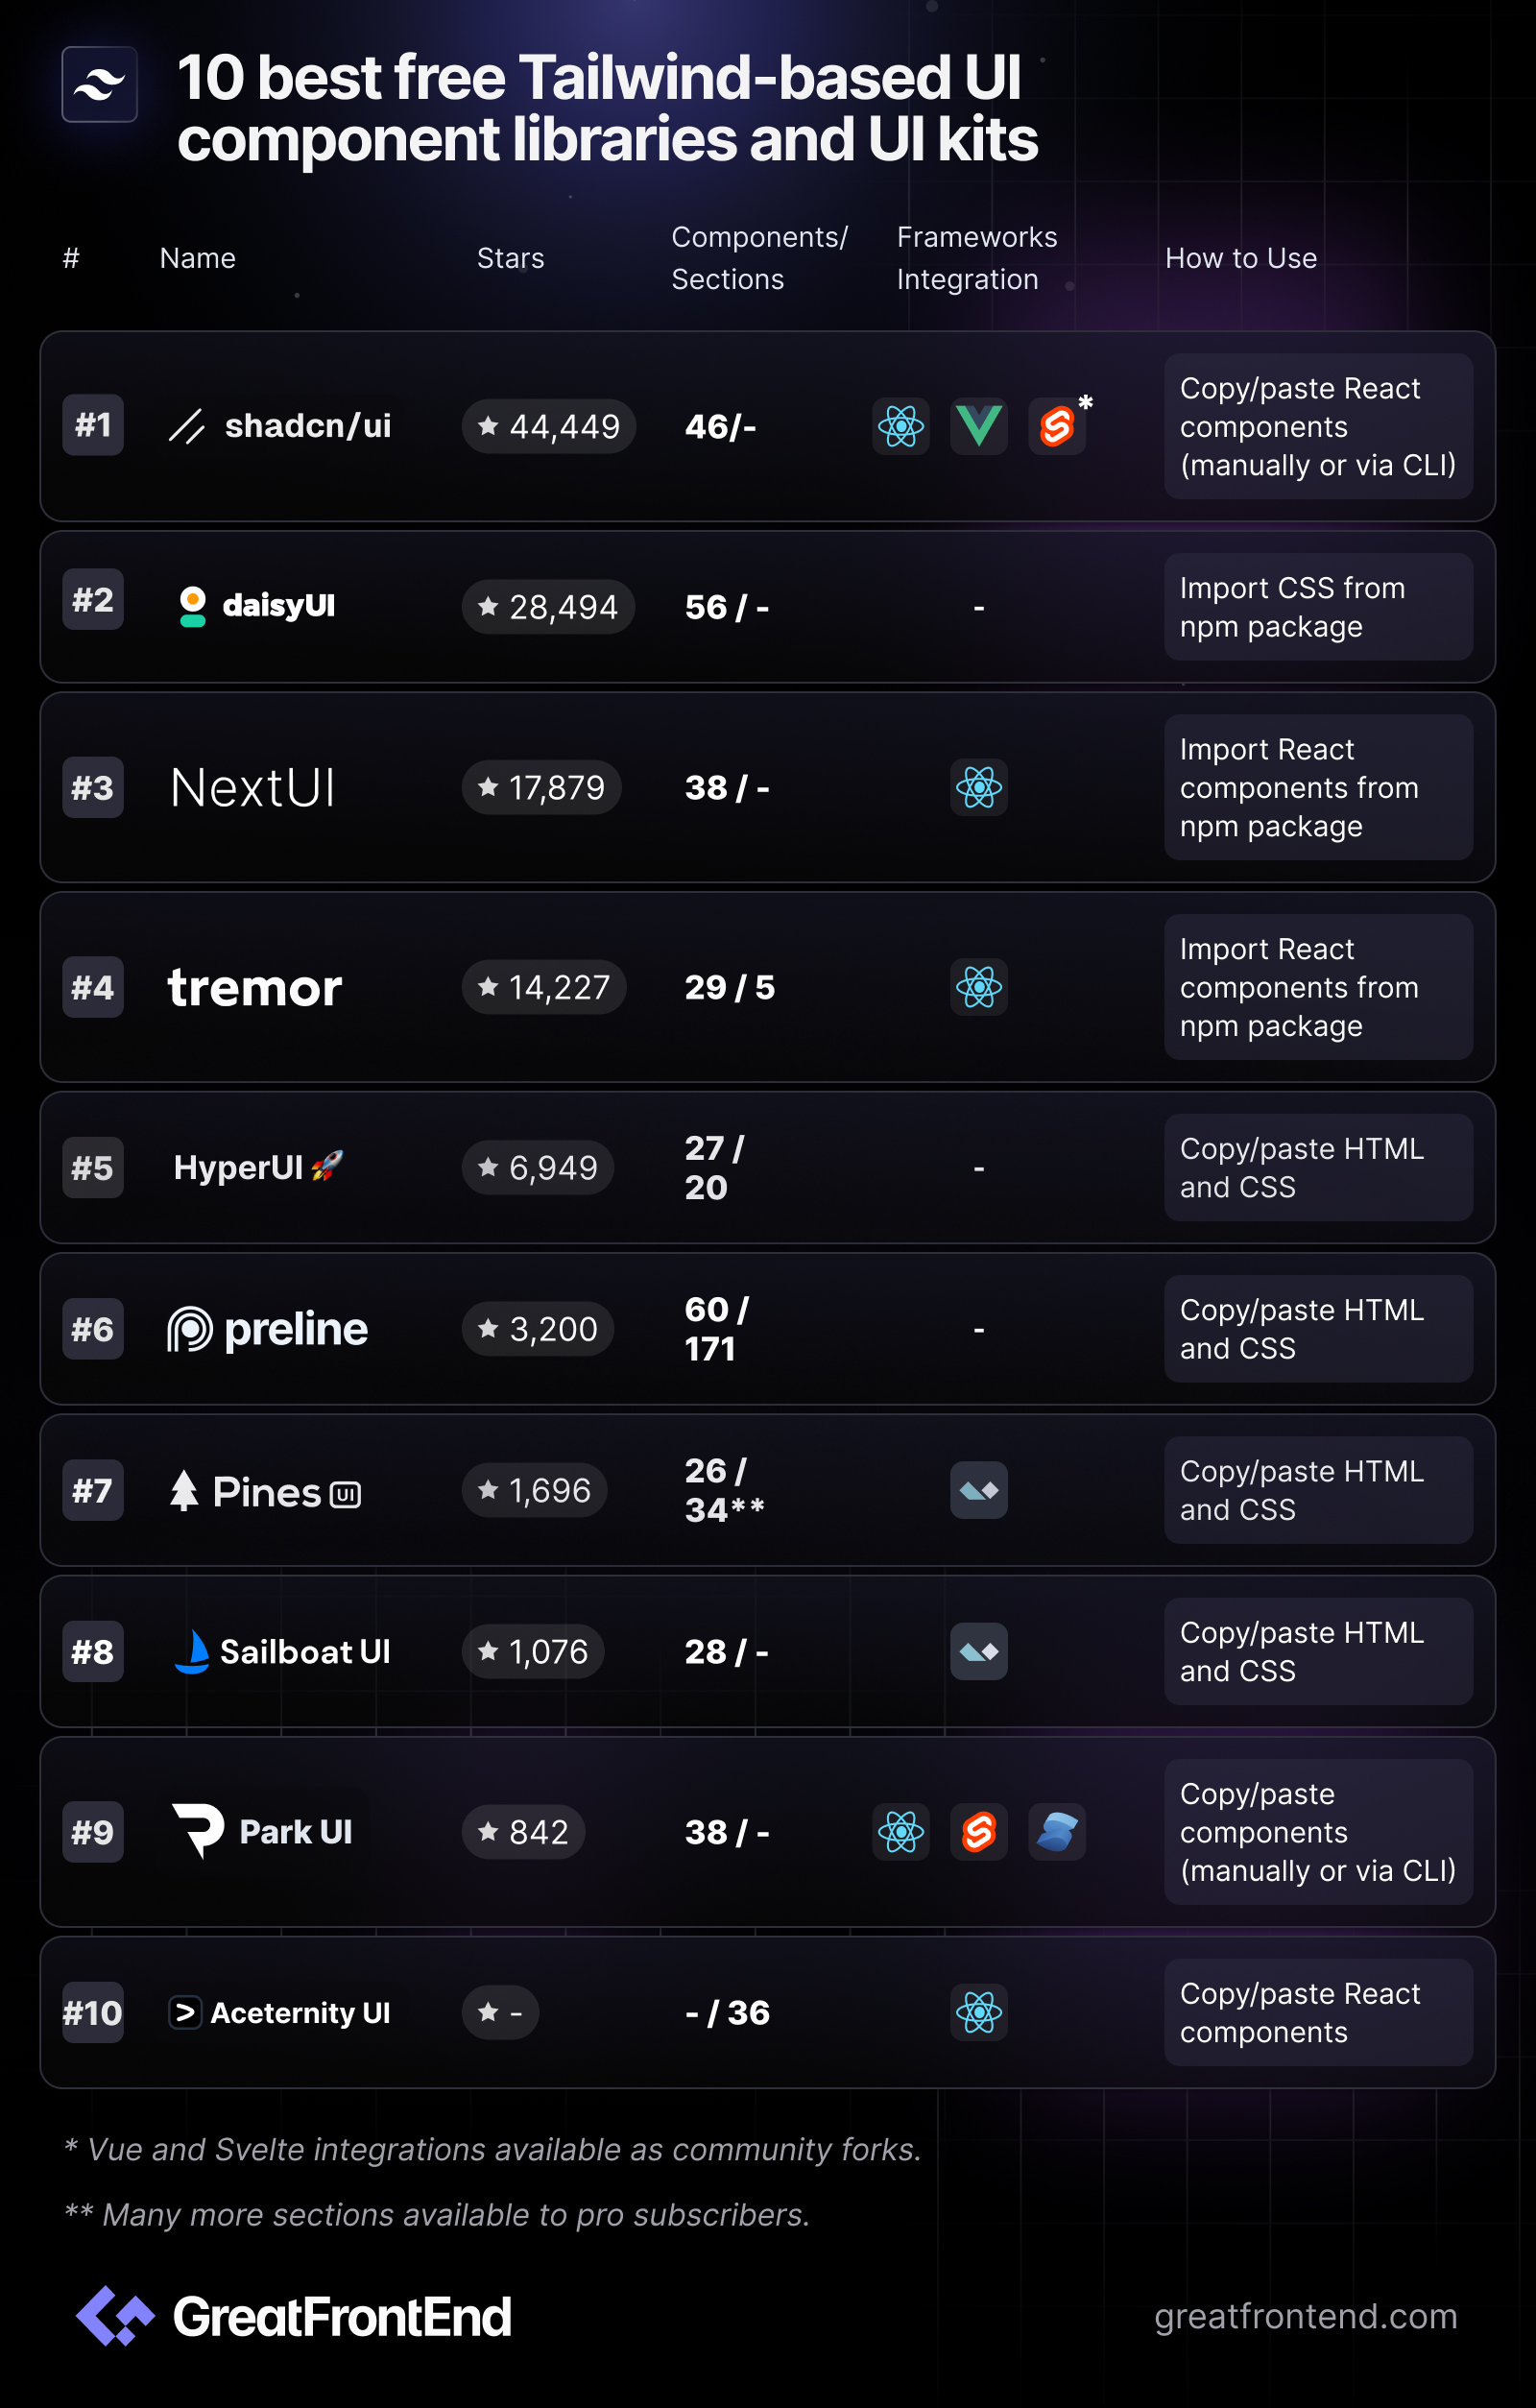 10 best free Tailwind-based UI
component libraries and UI kits
# Name Stars Components/ Sections Frameworks Integration How to Use
#1 shadcn/ui 44,449 46/- * Copy/paste React
components
(manually or via CLI)
#2 daisyUI 28,494 56 / - - Import CSS from
npm package
#3 NextUI 17,879 38 / - Import React
components from
npm package
#4 tremor 14,227 29 / 5 Import React
components from
npm package
#5 HyperUI 6,949 27 /
20 - Copy/paste HTML
and CSS
#6 preline 3,200 60 /
171 - Copy/paste HTML
and CSS
#7 Pines UI 1,696 26 /
34** Copy/paste HTML
and CSS
#8 Sailboat UI 1,076 28 / - Copy/paste HTML
and CSS
#9 Park UI 842 38 / - Copy/paste
components
(manually or via CLI)
#10 Aceternity UI - - / 36 Copy/paste React
components
* Vue and Svelte integrations available as community forks.
** Many more sections available to pro subscribers.
GreatFrontEnd greatfrontend.com